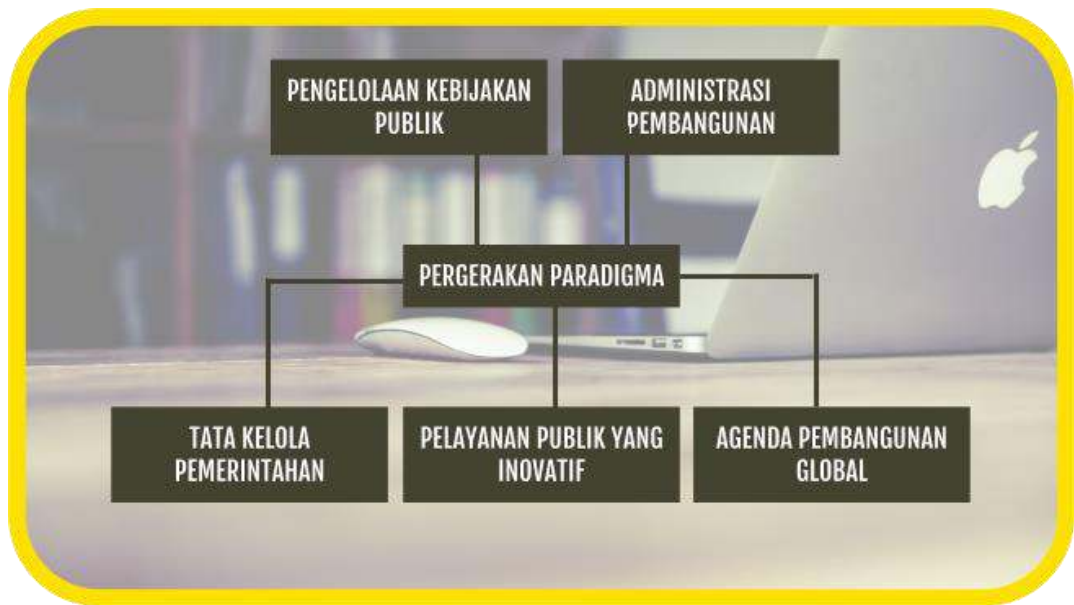 PENGELOLAAN KEBIJAKAN
PUBLIK
ADMINISTRASI
PEMBANGUNAN
PERGERAKAN PARADIGMA
TATA KELOLA
PEMERINTAHAN
PELAYANAN PUBLIK YANG
INOVATIF
AGENDA PEMBANGUNAN
GLOBAL